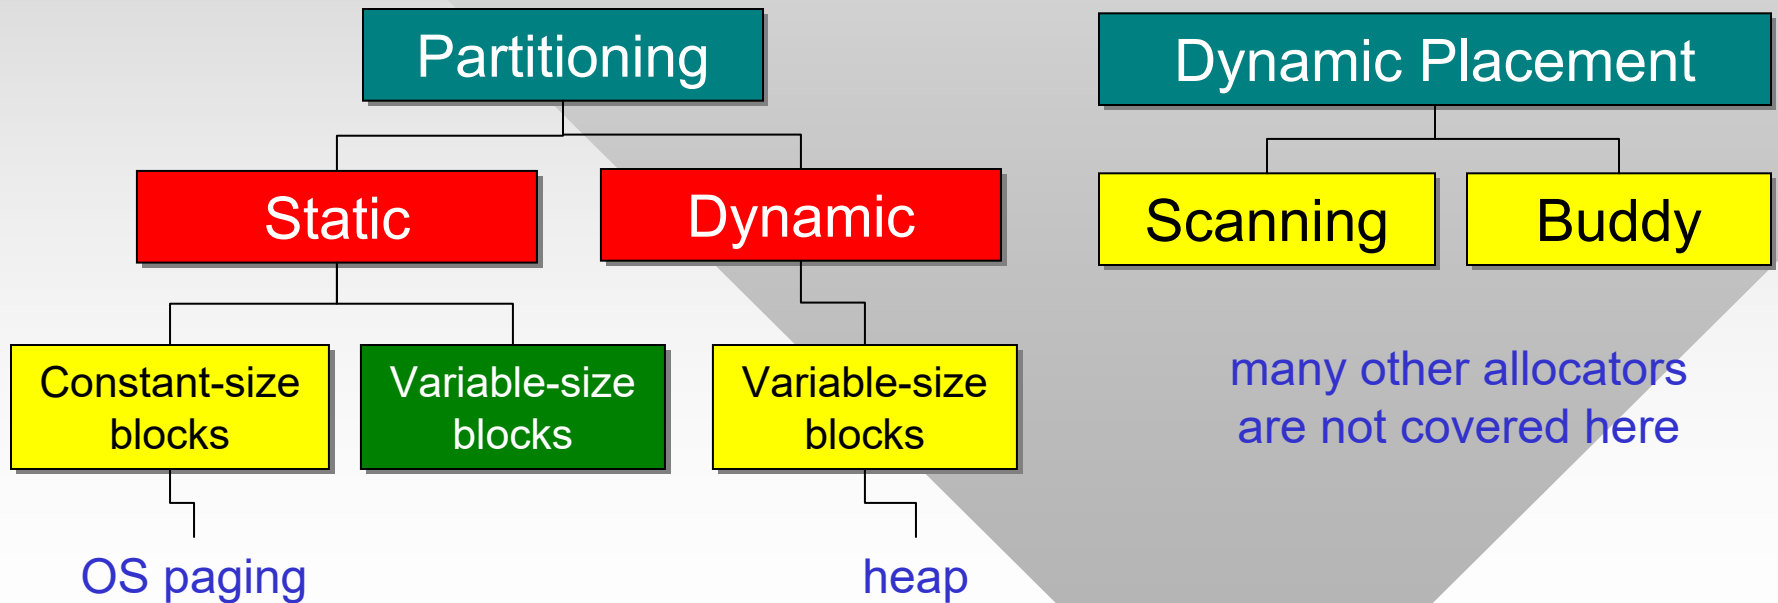 Partitioning
Dynamic Placement
Static
Dynamic
Scanning
Buddy
Constant-size
blocks
Variable-size
blocks
Variable-size
blocks
many other allocators
are not covered here
OS paging
heap